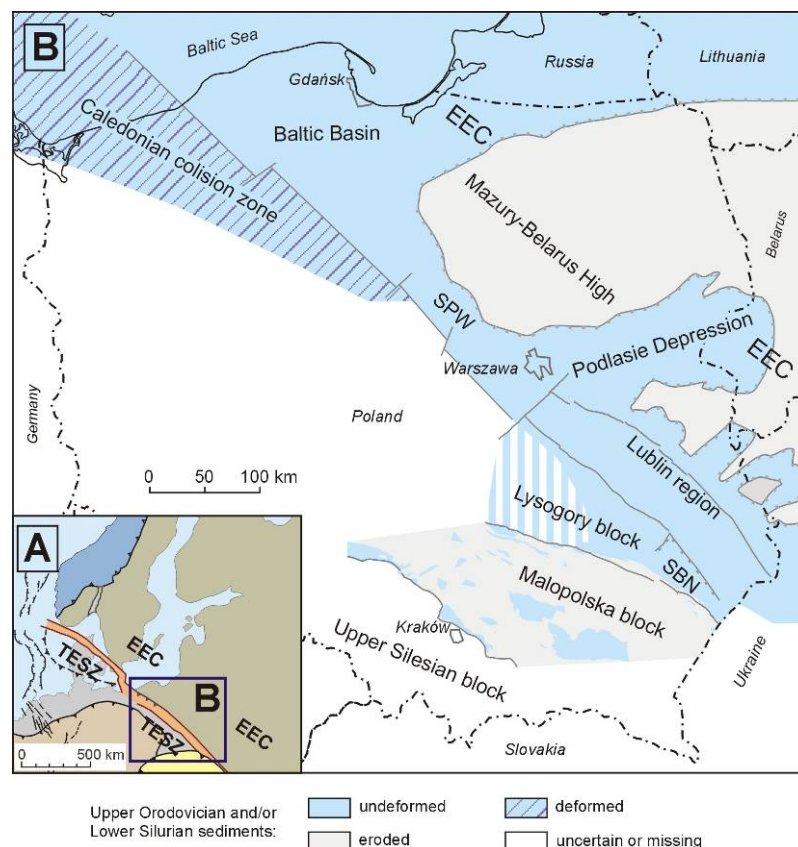 B
Baltic Sea
Russia
Lithuania
Gdańsk
EEC
Baltic Basin
Caledonian colision zone
Mazury-Belarus High
Belarus
SPW
Podlasie Depression
EEC
Warszawa
Germany
Poland
0 50 100 km
Lublin region
Lysogory block
SBN
Malopolska block
Kraków
Upper Silesian block
Ukraine
Slovakia
A
EEC
TESZ
B
TESZ
EEC
0 500 km
Upper Orodovician and/or
Lower Silurian sediments:
undeformed
deformed
eroded
uncertain or missing